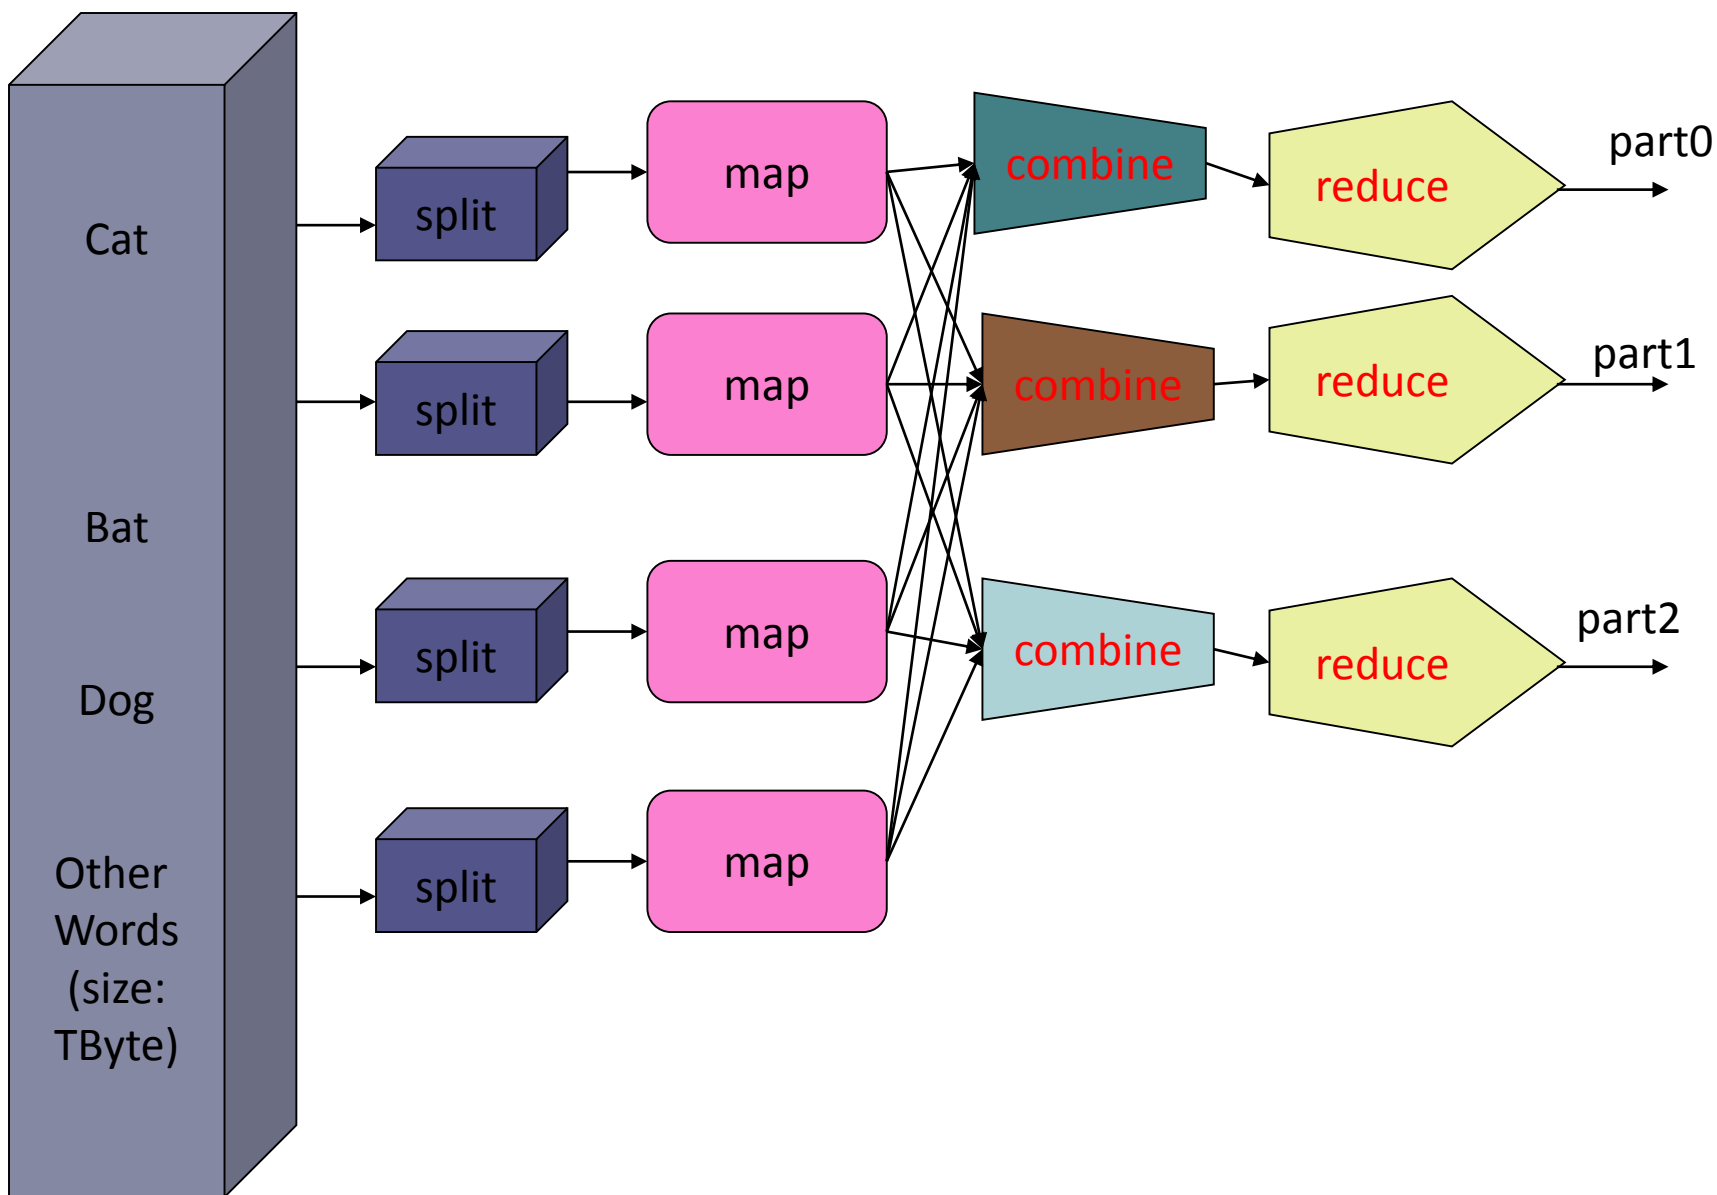 Cat
Bat
Dog
Other
Words
(size:
TByte)
split
split
split
split
map
map
map
map
combine
combine
combine
reduce
reduce
reduce
part0
part1
part2